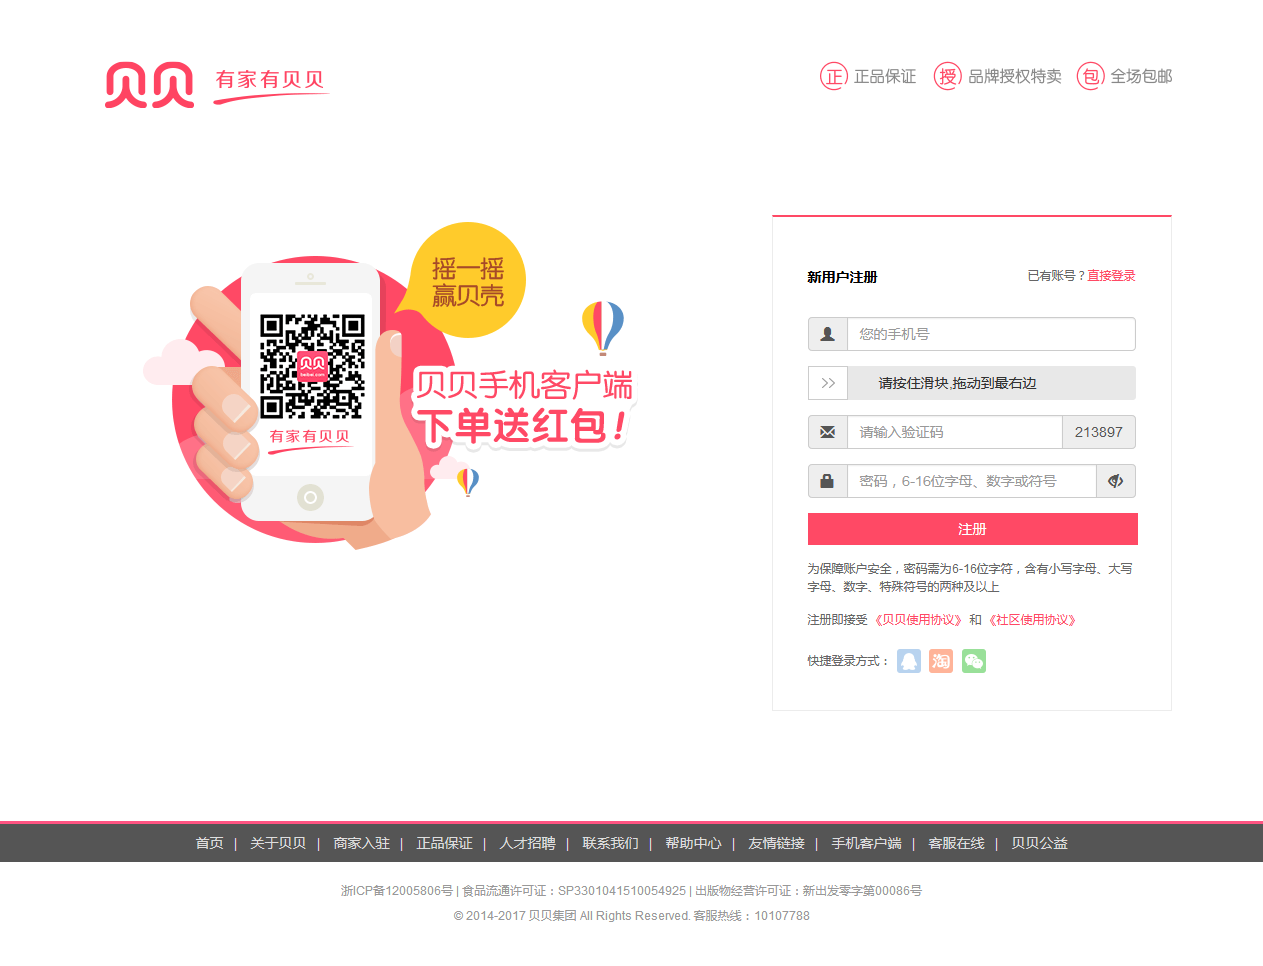 贝贝 有家有贝贝
正 正品保证 授 品牌授权特卖 包 全场包邮
摇一摇
赢贝壳
贝贝
beibei.com
有家有贝贝
贝贝手机客户端
下单送红包!
新用户注册 已有账号？直接登录
您的手机号
>> 请按住滑块,拖动到最右边
请输入验证码 213897
密码，6-16位字母、数字或符号
注册
为保障账户安全，密码需为6-16位字符，含有小写字母、大写
字母、数字、特殊符号的两种及以上
注册即接受《贝贝使用协议》 和 《社区使用协议》
快捷登录方式： 淘
首页 | 关于贝贝 | 商家入驻 | 正品保证 | 人才招聘 | 联系我们 | 帮助中心 | 友情链接 | 手机客户端 | 客服在线 | 贝贝公益
浙ICP备12005806号 | 食品流通许可证：SP3301041510054925 | 出版物经营许可证：新出发零字第00086号
© 2014-2017 贝贝集团 All Rights Reserved. 客服热线：10107788